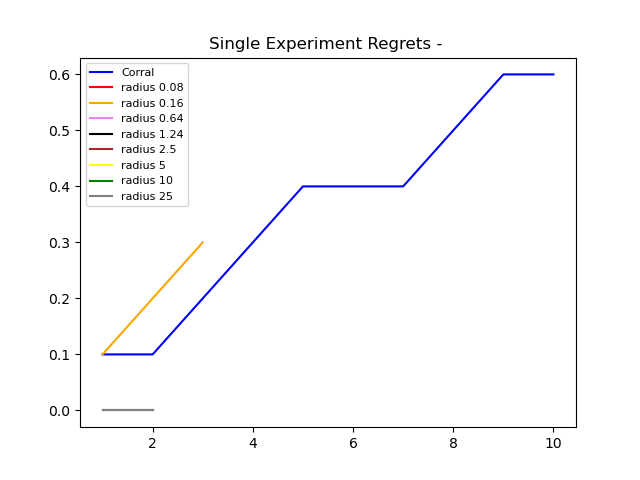 Single Experiment Regrets -
0.6
0.5
0.4
0.3
0.2
0.1
0.0
Corral
radius 0.08
radius 0.16
radius 0.64
radius 1.24
radius 2.5
radius 5
radius 10
radius 25
2 4 6 8 10